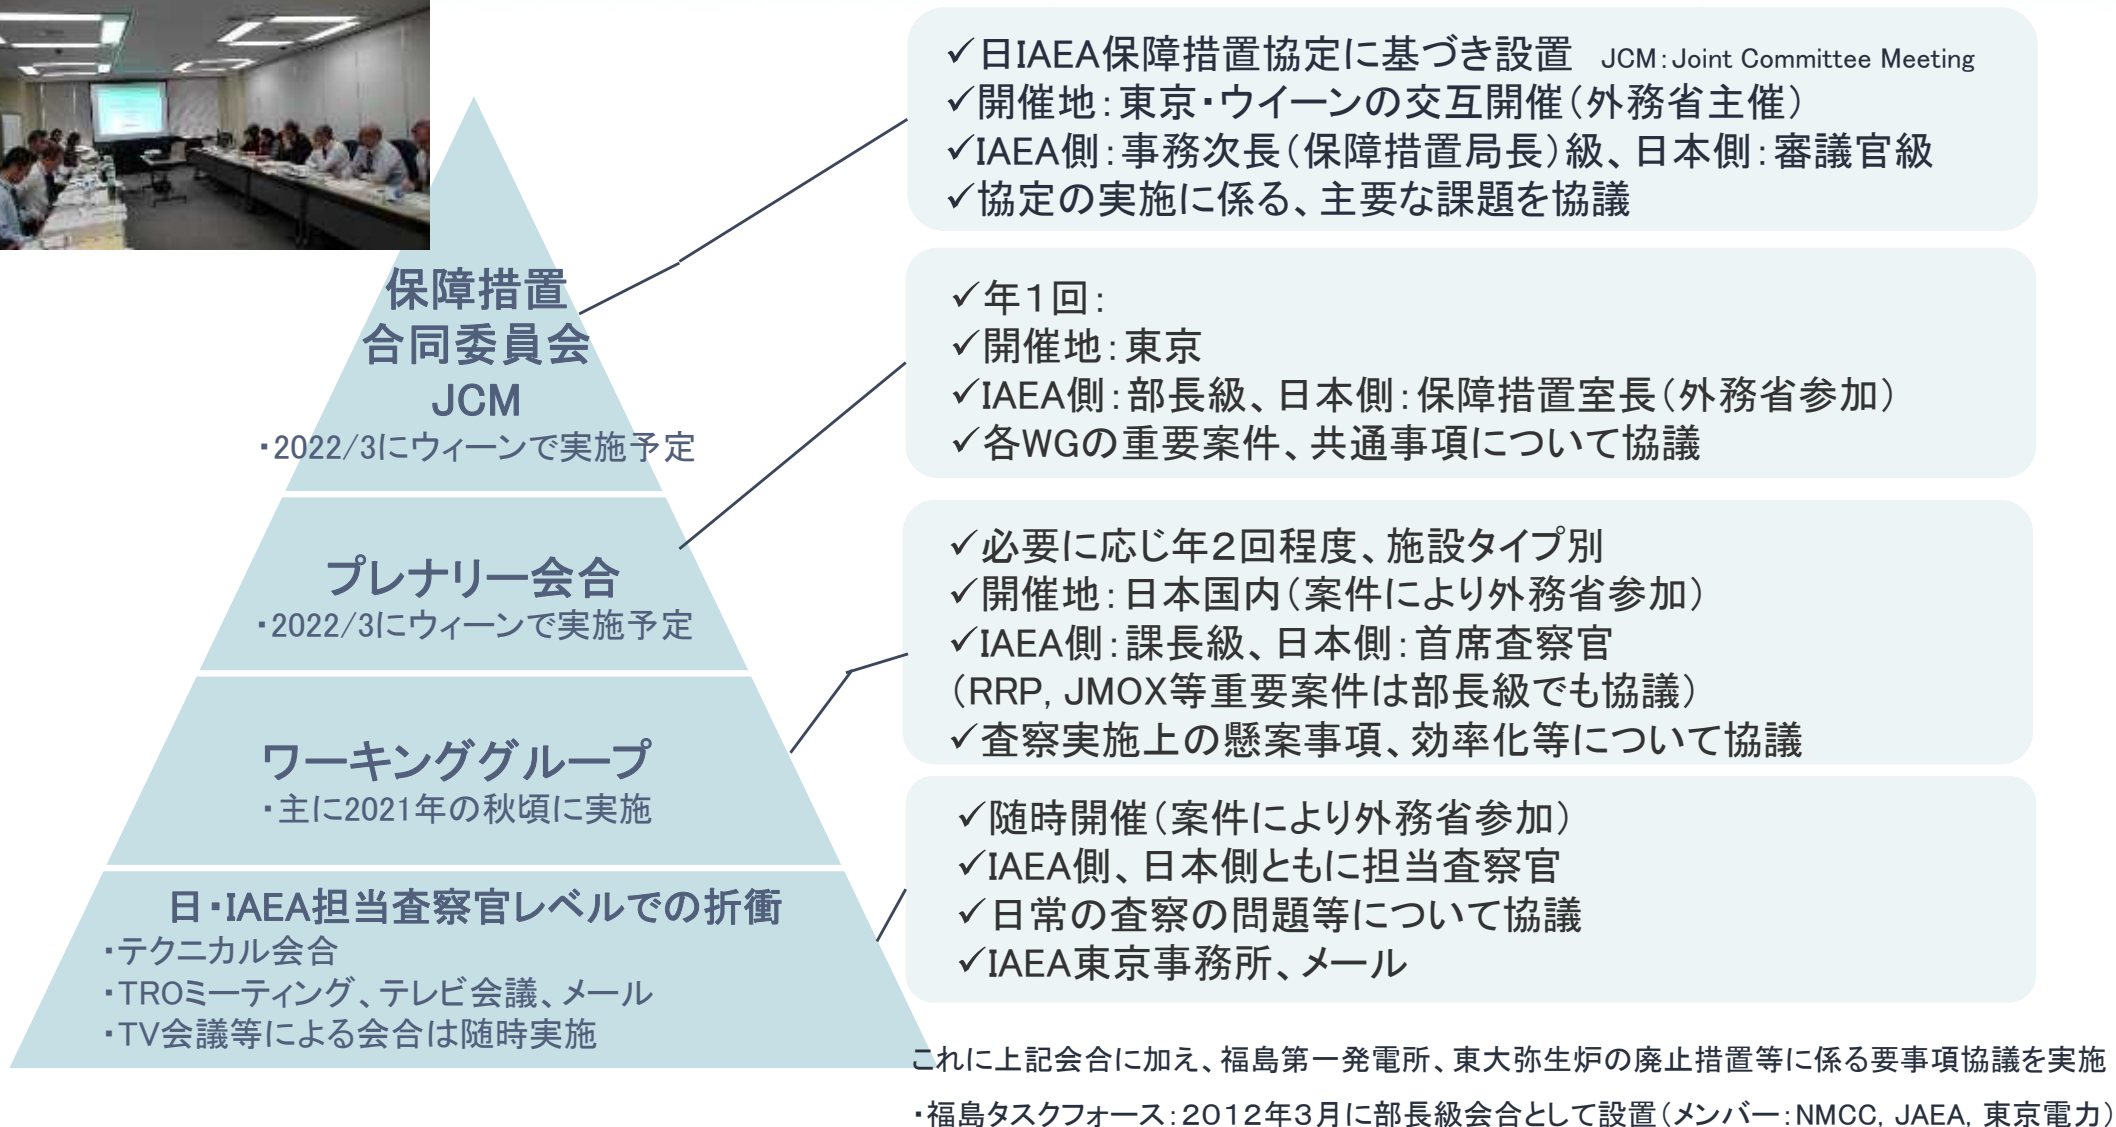 保障措置
合同委員会
JCM
・2022/3にウィーンで実施予定
プレナリー会合
・2022/3にウィーンで実施予定
ワーキンググループ
・主に2021年の秋頃に実施
日・IAEA担当査察官レベルでの折衝
・テクニカル会合
・TROミーティング、テレビ会議、メール
・TV会議等による会合は随時実施
✓日IAEA保障措置協定に基づき設置 JCM：Joint Committee Meeting
✓開催地：東京・ウイーンの交互開催（外務省主催）
✓IAEA側：事務次長（保障措置局長）級、日本側：審議官級
✓協定の実施に係る、主要な課題を協議
✓年１回：
✓開催地：東京
✓IAEA側：部長級、日本側：保障措置室長（外務省参加）
✓各WGの重要案件、共通事項について協議
✓必要に応じ年２回程度、施設タイプ別
✓開催地：日本国内（案件により外務省参加）
✓IAEA側：課長級、日本側：首席査察官
（RRP, JMOX等重要案件は部長級でも協議）
✓査察実施上の懸案事項、効率化等について協議
✓随時開催（案件により外務省参加）
✓IAEA側、日本側ともに担当査察官
✓日常の査察の問題等について協議
✓IAEA東京事務所、メール
これに上記会合に加え、福島第一発電所、東大弥生炉の廃止措置等に係る要事項協議を実施
・福島タスクフォース：２０１２年３月に部長級会合として設置（メンバー：NMCC, JAEA, 東京電力）